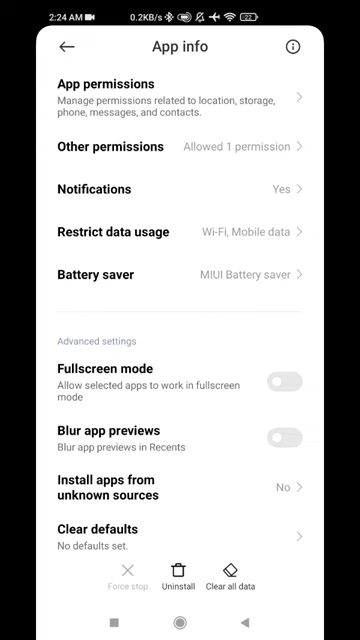 2:24 AM
0.2KB/s
22
App info
App permissions
Manage permissions related to location, storage,
phone, messages, and contacts.
Other permissions
Allowed 1 permission
Notifications
Yes
Restrict data usage
Wi-Fi, Mobile data
Battery saver
MIUI Battery saver
Advanced settings
Fullscreen mode
Allow selected apps to work in fullscreen
mode
Blur app previews
Blur app previews in Recents
Install apps from
unknown sources
No
Clear defaults
No defaults set.
Force stop
Uninstall
Clear all data